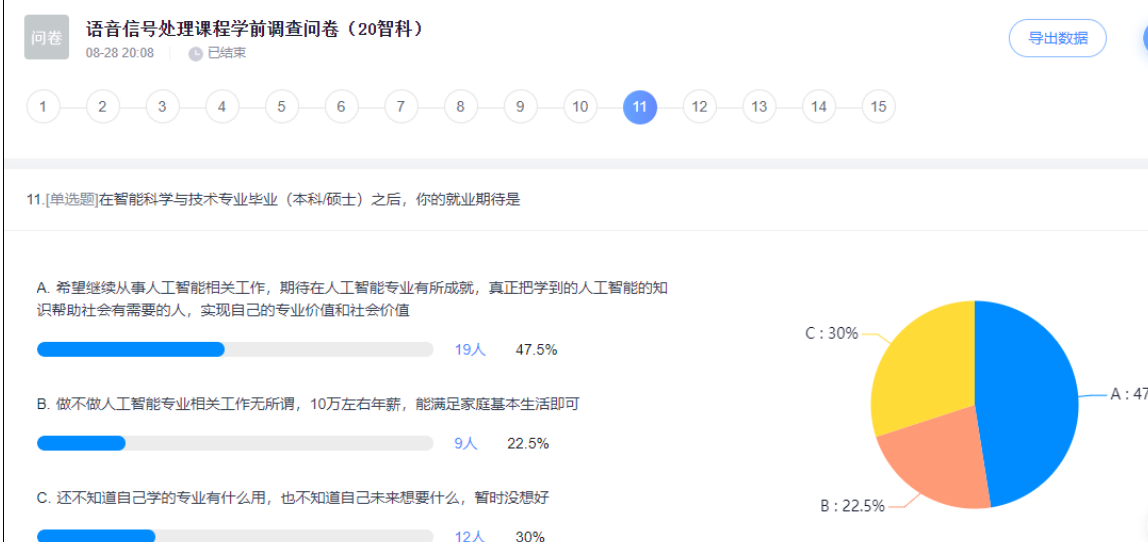 问卷
语音信号处理课程学前调查问卷（20智科）
08-28 20:08 已结束
导出数据
1 2 3 4 5 6 7 8 9 10 11 12 13 14 15
11.[单选题]在智能科学与技术专业毕业（本科/硕士）之后，你的就业期待是
A. 希望继续从事人工智能相关工作，期待在人工智能专业有所成就，真正把学到的人工智能的知
识帮助社会有需要的人，实现自己的专业价值和社会价值
19人 47.5%
B. 做不做人工智能专业相关工作无所谓，10万左右年薪，能满足家庭基本生活即可
9人 22.5%
C. 还不知道自己学的专业有什么用，也不知道自己未来想要什么，暂时没想好
12人 30%
C : 30%
A : 47
B : 22.5%